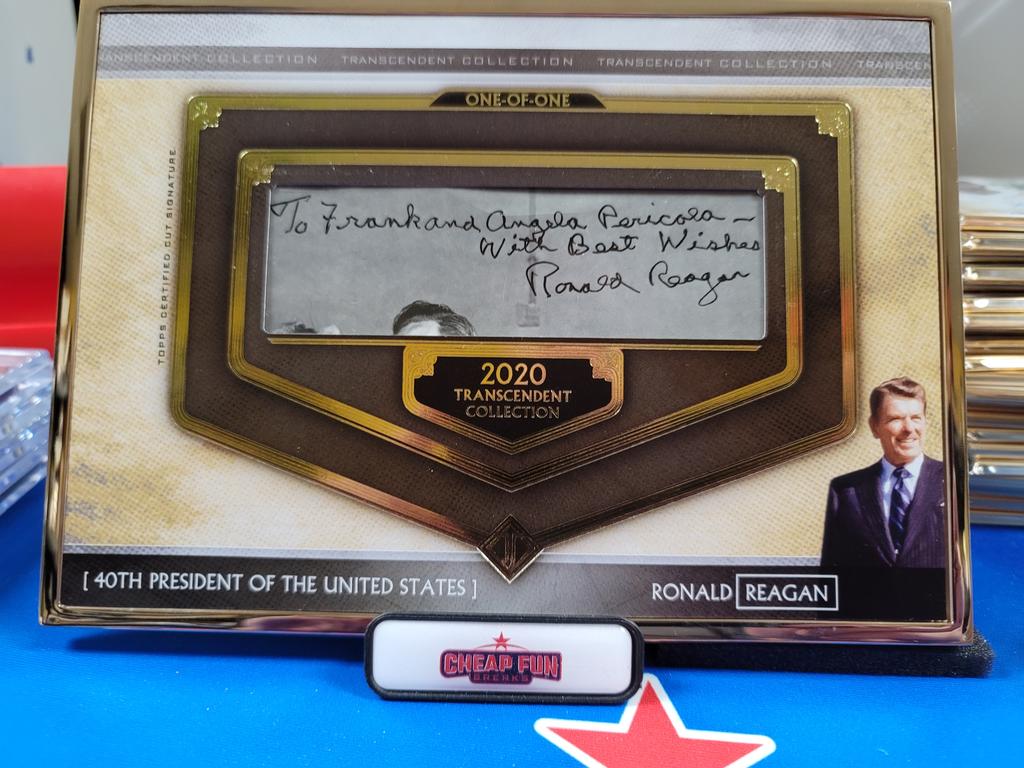 TRANSCENDENT COLLECTION TRANSCENDENT COLLECTION TRANSCENDENT COLLECTION
ONE-OF-ONE
TOPPS CERTIFIED CUT SIGNATURE
To Frank and Angela Pericola -
With Best Wishes
Ronald Reagan
2020
TRANSCENDENT
COLLECTION
[ 40TH PRESIDENT OF THE UNITED STATES ]
RONALD REAGAN
CHEAP FUN
BREAKS